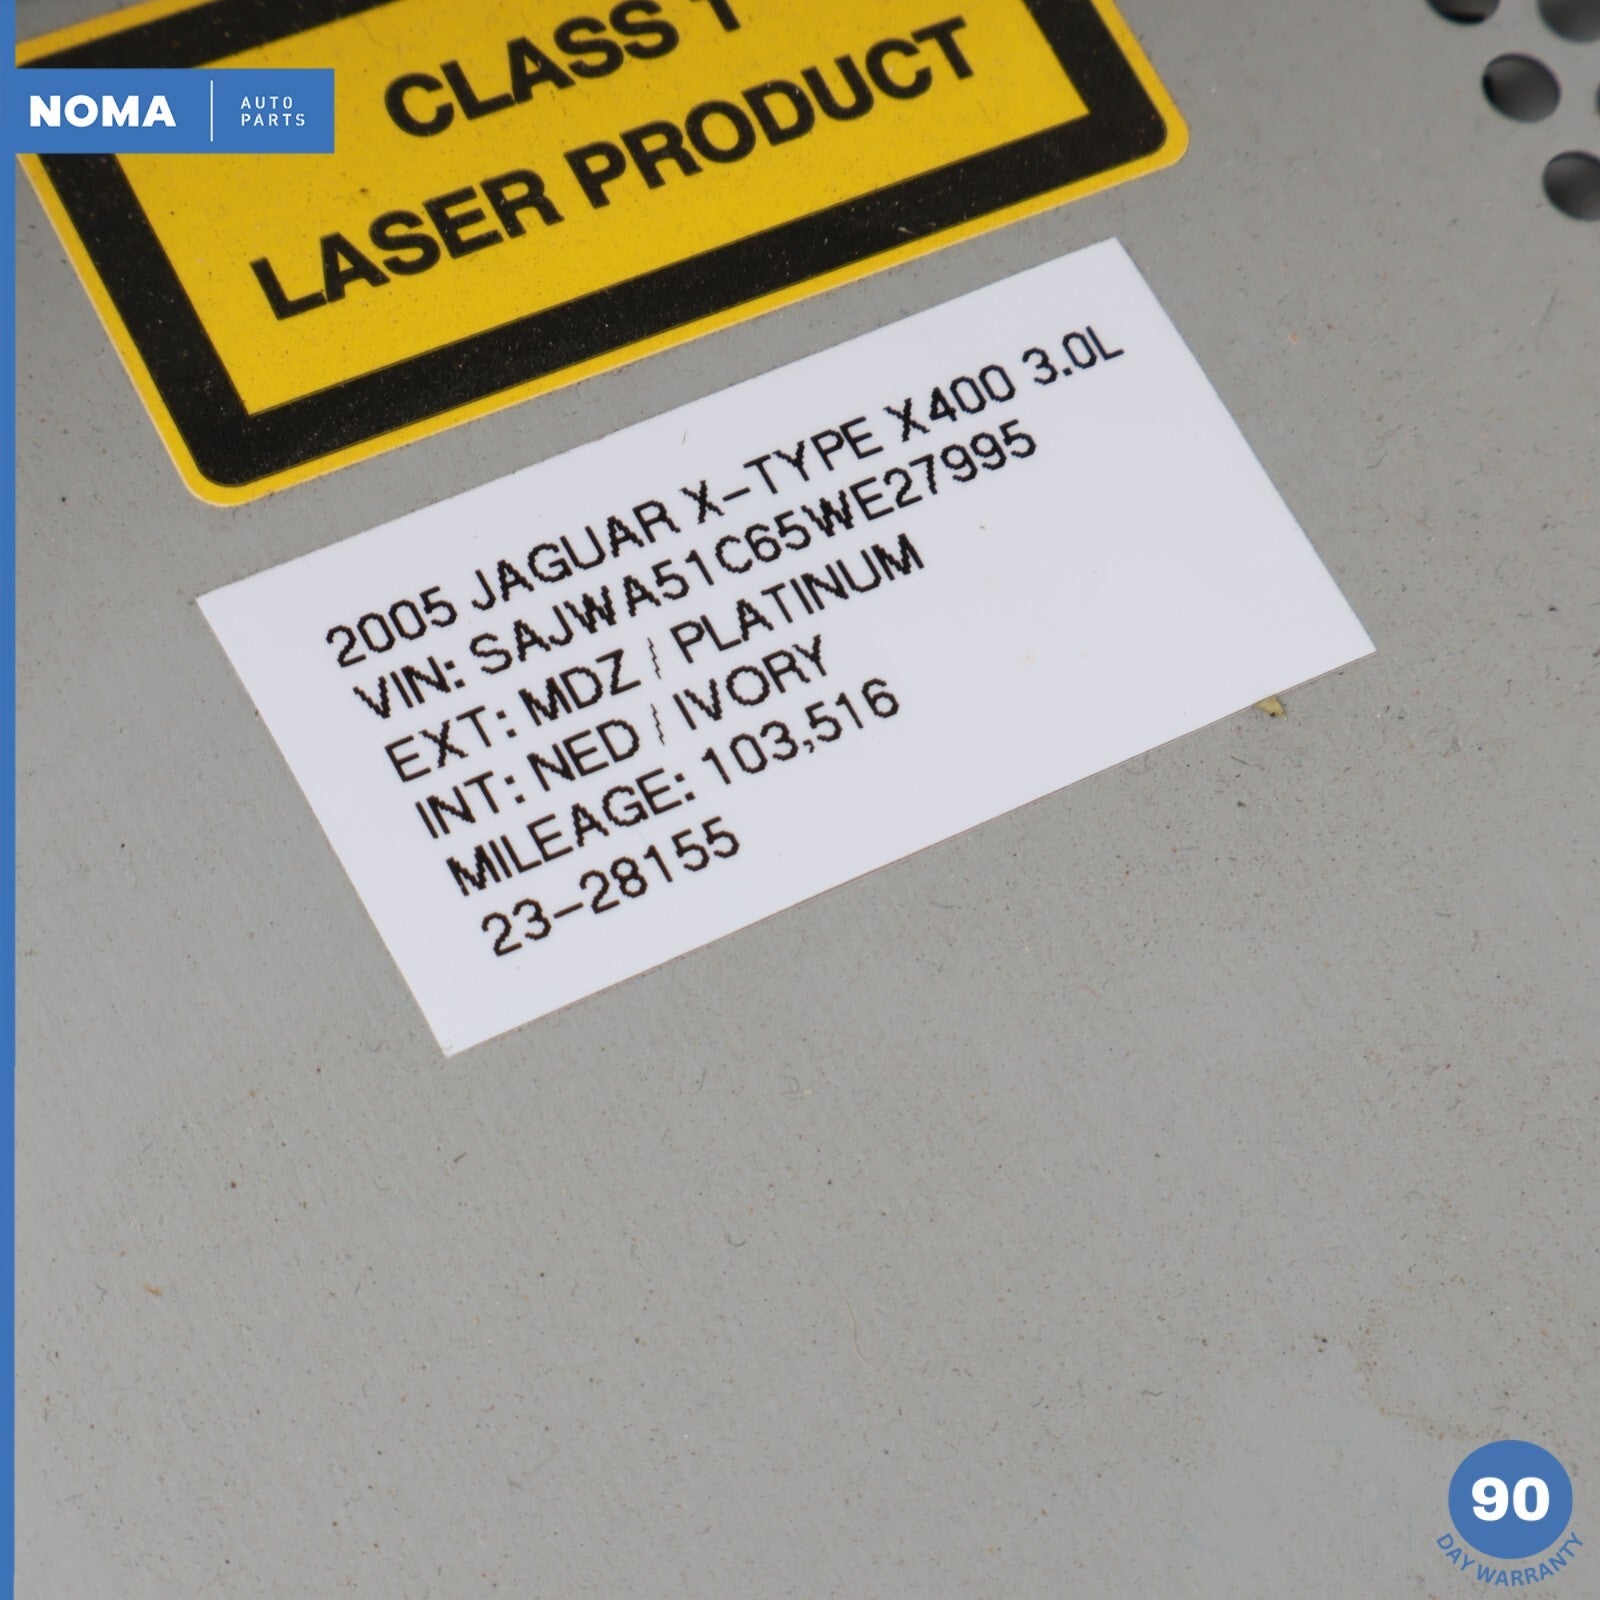 CLASS 1
LASER PRODUCT
NOMA
AUTO
PARTS
2005 JAGUAR X-TYPE X400 3.0L
VIN: SAJWA51C65WE27995
EXT: MDZ / PLATINUM
INT: NED / IVORY
MILEAGE: 103,516
23-28155
90
DAY WARRANTY